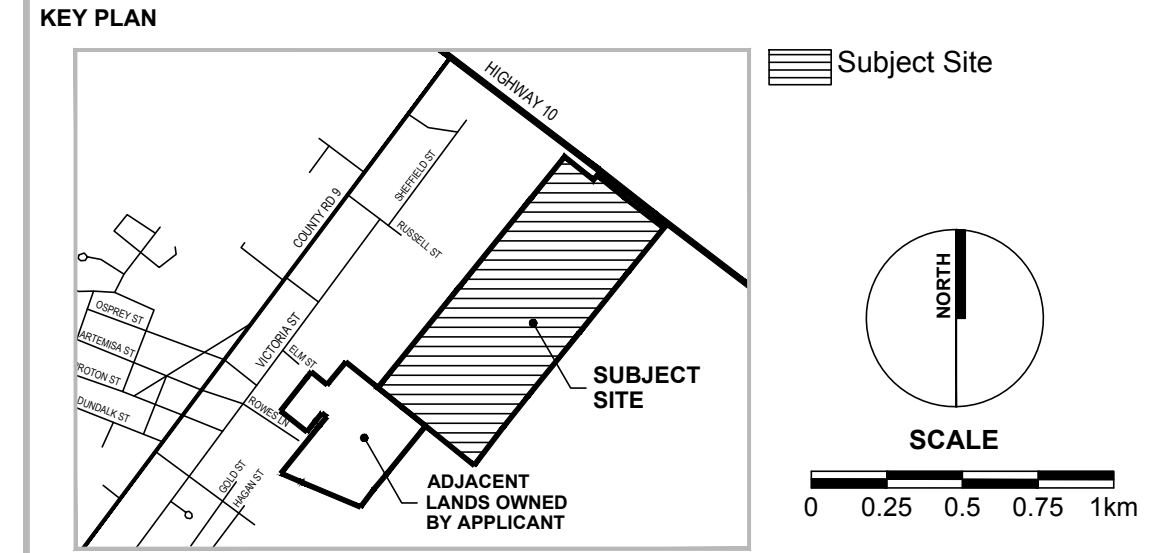 KEY PLAN
Subject Site
HIGHWAY 10
SHEFFIELD ST
COUNTY RD 9
RUSSELL ST
OSPREY ST
ARTEMISA ST
ROTON ST
DUNDALK ST
VICTORIA ST
ELM ST
ROWES LN
GOLD ST
HAGAN ST
SUBJECT
SITE
ADJACENT
LANDS OWNED
BY APPLICANT
NORTH
SCALE
0 0.25 0.5 0.75 1km